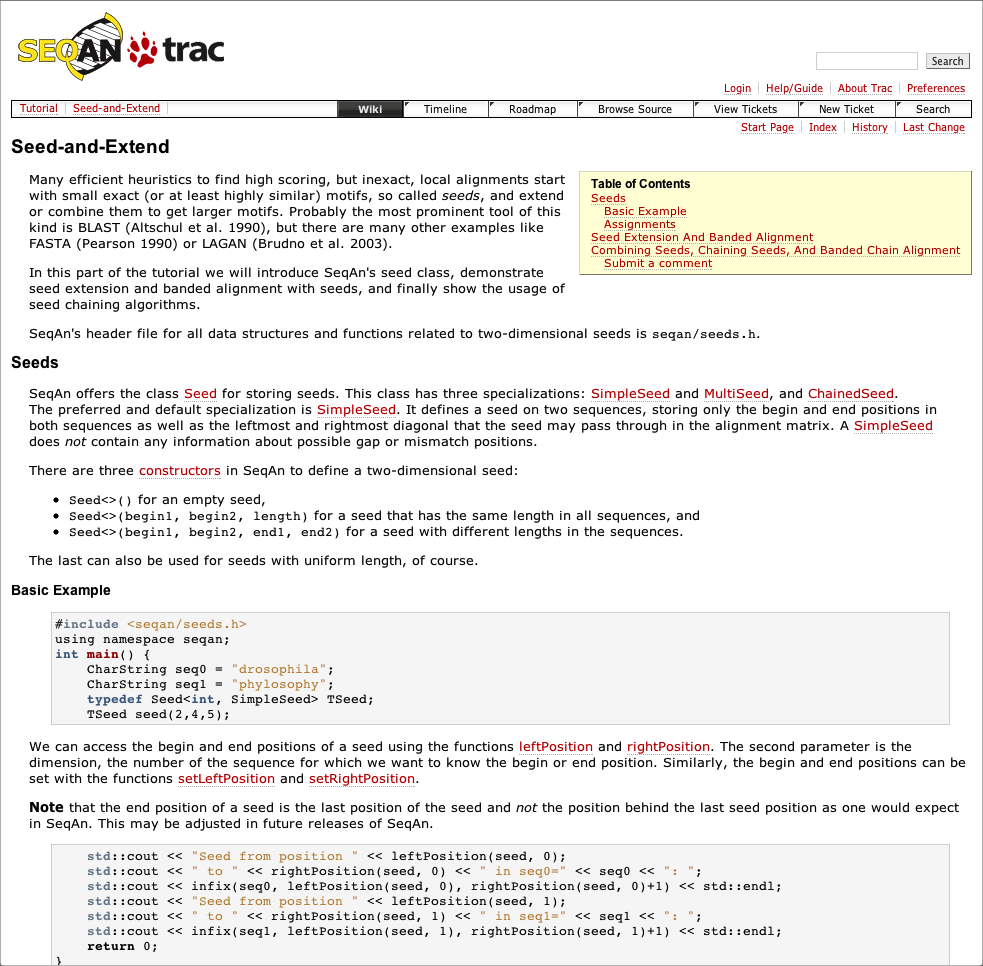 SEQAN trac
Search
Login Help/Guide About Trac Preferences
Tutorial Seed-and-Extend Wiki Timeline Roadmap Browse Source View Tickets New Ticket Search
Start Page Index History Last Change
Seed-and-Extend
Many efficient heuristics to find high scoring, but inexact, local alignments start
with small exact (or at least highly similar) motifs, so called seeds, and extend
or combine them to get larger motifs. Probably the most prominent tool of this
kind is BLAST (Altschul et al. 1990), but there are many other examples like
FASTA (Pearson 1990) or LAGAN (Brudno et al. 2003).
Table of Contents
Seeds
Basic Example
Assignments
Seed Extension And Banded Alignment
Combining Seeds, Chaining Seeds, And Banded Chain Alignment
Submit a comment
In this part of the tutorial we will introduce SeqAn's seed class, demonstrate
seed extension and banded alignment with seeds, and finally show the usage of
seed chaining algorithms.
SeqAn's header file for all data structures and functions related to two-dimensional seeds is seqan/seeds.h.
Seeds
SeqAn offers the class Seed for storing seeds. This class has three specializations: SimpleSeed and MultiSeed, and ChainedSeed.
The preferred and default specialization is SimpleSeed. It defines a seed on two sequences, storing only the begin and end positions in
both sequences as well as the leftmost and rightmost diagonal that the seed may pass through in the alignment matrix. A SimpleSeed
does not contain any information about possible gap or mismatch positions.
There are three constructors in SeqAn to define a two-dimensional seed:
• Seed<>() for an empty seed,
• Seed<>(begin1, begin2, length) for a seed that has the same length in all sequences, and
• Seed<>(begin1, begin2, end1, end2) for a seed with different lengths in the sequences.
The last can also be used for seeds with uniform length, of course.
Basic Example
#include <seqan/seeds.h>
using namespace seqan;
int main() {
    CharString seq0 = "drosophila";
    CharString seq1 = "phylosophy";
    typedef Seed<int, SimpleSeed> TSeed;
    TSeed seed(2,4,5);
We can access the begin and end positions of a seed using the functions leftPosition and rightPosition. The second parameter is the
dimension, the number of the sequence for which we want to know the begin or end position. Similarly, the begin and end positions can be
set with the functions setLeftPosition and setRightPosition.
Note that the end position of a seed is the last position of the seed and not the position behind the last seed position as one would expect
in SeqAn. This may be adjusted in future releases of SeqAn.
    std::cout << "Seed from position " << leftPosition(seed, 0);
    std::cout << " to " << rightPosition(seed, 0) << " in seq0=" << seq0 << ": ";
    std::cout << infix(seq0, leftPosition(seed, 0), rightPosition(seed, 0)+1) << std::endl;
    std::cout << "Seed from position " << leftPosition(seed, 1);
    std::cout << " to " << rightPosition(seed, 1) << " in seq1=" << seq1 << ": ";
    std::cout << infix(seq1, leftPosition(seed, 1), rightPosition(seed, 1)+1) << std::endl;
    return 0;
}